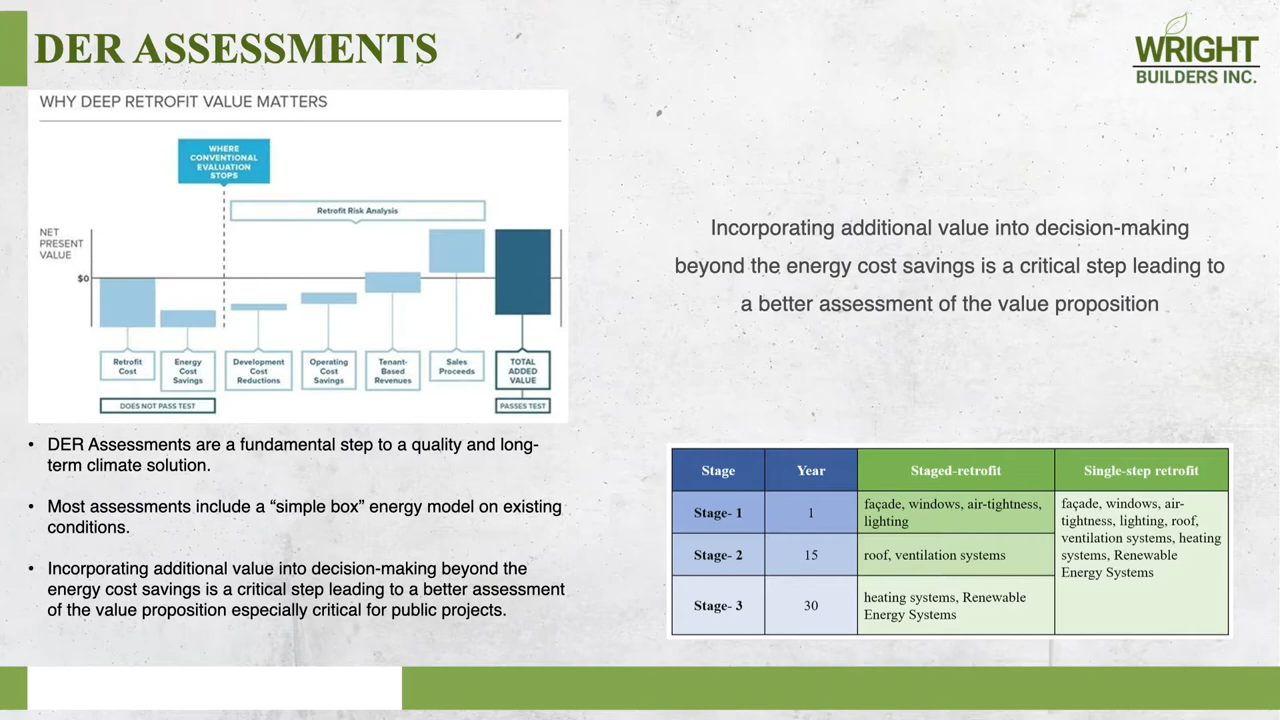 DER ASSESSMENTS
WRIGHT
BUILDERS INC.
WHY DEEP RETROFIT VALUE MATTERS
WHERE
CONVENTIONAL
EVALUATION
STOPS
Retrofit Risk Analysis
NET
PRESENT
VALUE
$0
Retrofit
Cost
Energy
Cost
Savings
Development
Cost
Reductions
Operating
Cost
Savings
Tenant-
Based
Revenues
Sales
Proceeds
TOTAL
ADDED
VALUE
DOES NOT PASS TEST
PASSES TEST
• DER Assessments are a fundamental step to a quality and long-
term climate solution.
• Most assessments include a “simple box” energy model on existing
conditions.
• Incorporating additional value into decision-making beyond the
energy cost savings is a critical step leading to a better assessment
of the value proposition especially critical for public projects.
Incorporating additional value into decision-making
beyond the energy cost savings is a critical step leading to
a better assessment of the value proposition
Stage Year Staged-retrofit Single-step retrofit
Stage- 1 1 façade, windows, air-tightness,
lighting
Stage- 2 15 roof, ventilation systems
Stage- 3 30 heating systems, Renewable
Energy Systems
façade, windows, air-
tightness, lighting, roof,
ventilation systems, heating
systems, Renewable
Energy Systems